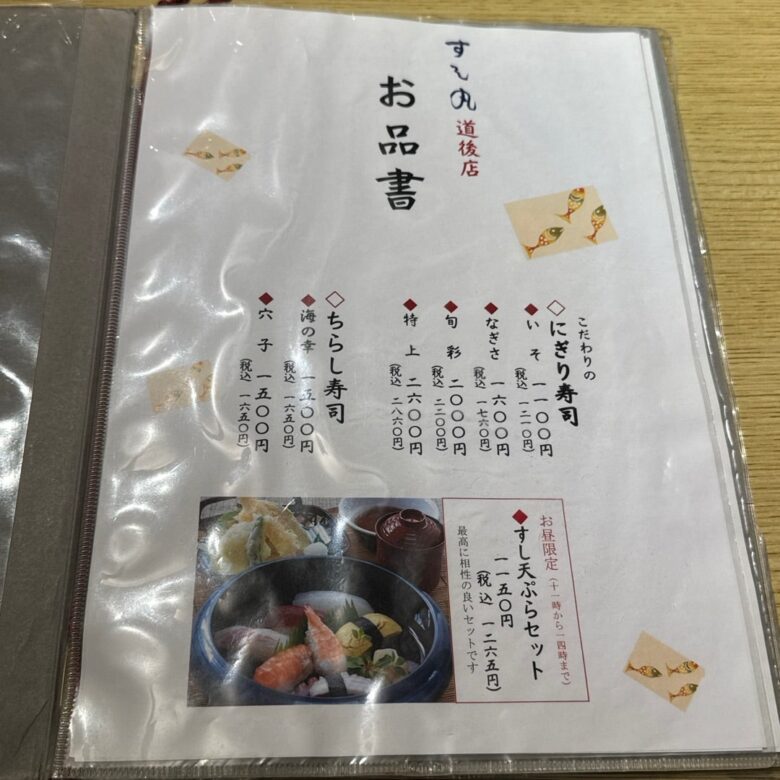 すし丸
道後店
お品書
こだわりの
◇にぎり寿司
◆いそ 一一〇〇円
(税込 一二一〇円)
◆なぎさ 一六〇〇円
(税込 一七六〇円)
◆旬彩 二〇〇〇円
(税込 二二〇〇円)
◆特上 二六〇〇円
(税込 二八六〇円)
◇ちらし寿司
◆海の幸 一五〇〇円
(税込 一六五〇円)
◆穴子 一五〇〇円
(税込 一六五〇円)
お昼限定(十一時から一四時まで)
◆すし天ぷらセット
一一五〇円
(税込 一二六五円)
最高に相性の良いセットです